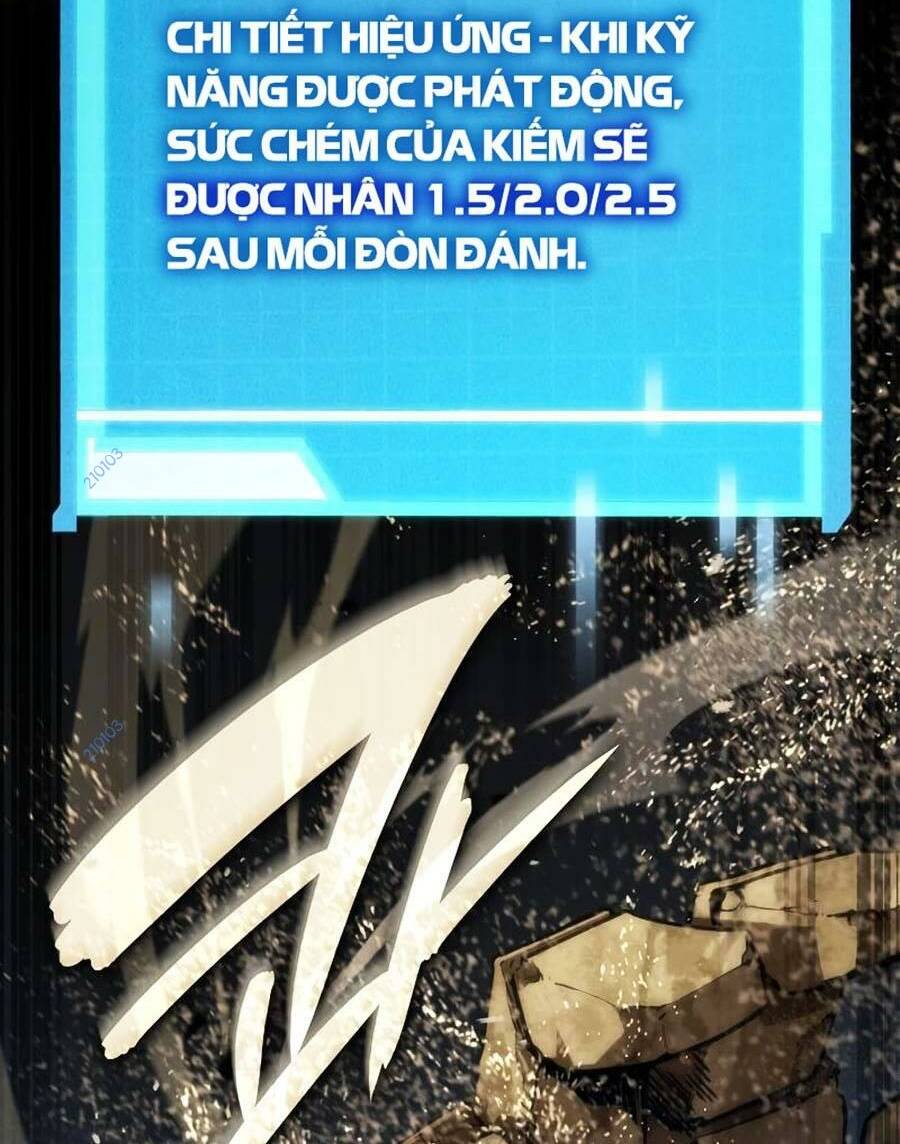 CHI TIẾT HIỆU ỨNG - KHI KỸ
NĂNG ĐƯỢC PHÁT ĐỘNG,
SỨC CHÉM CỦA KIẾM SẼ
ĐƯỢC NHÂN 1.5/2.0/2.5
SAU MỖI ĐÒN ĐÁNH.
210103
210103